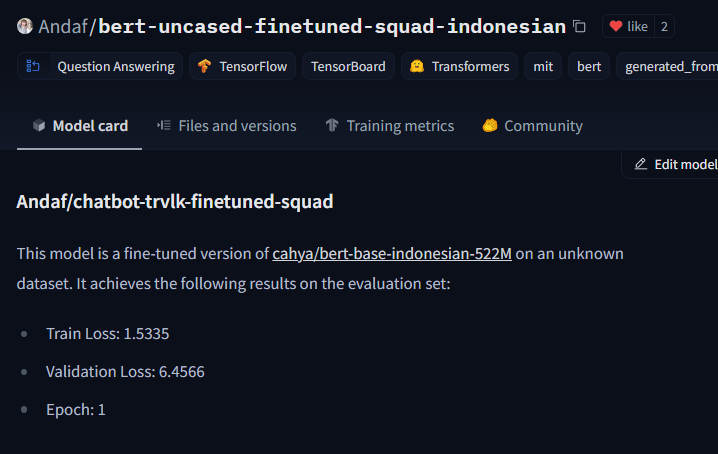 Andaf/bert-uncased-finetuned-squad-indonesian like 2
Question Answering TensorFlow TensorBoard Transformers mit bert generated_from
Model card Files and versions Training metrics Community
Edit model
Andaf/chatbot-trvlk-finetuned-squad
This model is a fine-tuned version of cahya/bert-base-indonesian-522M on an unknown
dataset. It achieves the following results on the evaluation set:
Train Loss: 1.5335
Validation Loss: 6.4566
Epoch: 1